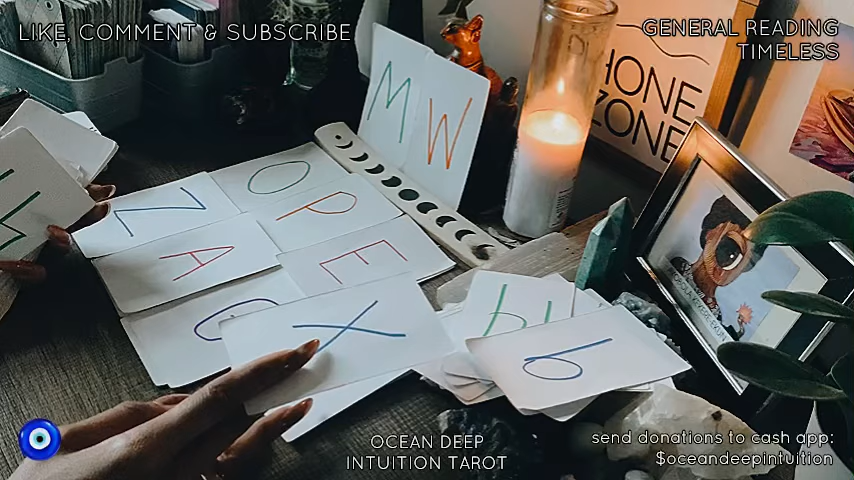 LIKE, COMMENT & SUBSCRIBE
GENERAL READING
TIMELESS
M
W
HONE
ZONE
O
Z
P
A
E
X
OCEAN DEEP
INTUITION TAROT
send donations to cash app:
$oceandeepintuition